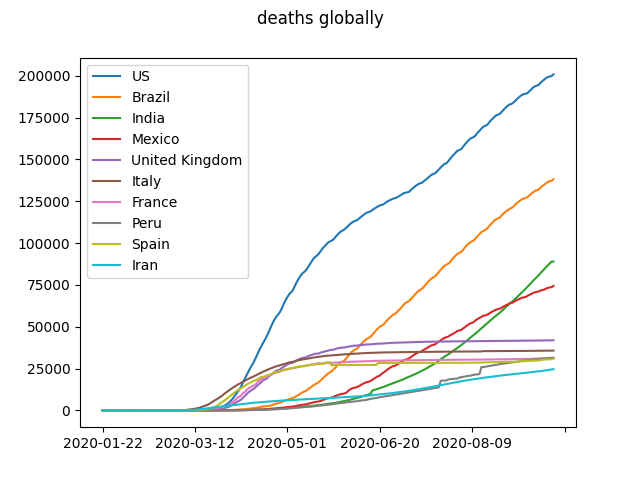 deaths globally
200000
175000
150000
125000
100000
75000
50000
25000
0
US
Brazil
India
Mexico
United Kingdom
Italy
France
Peru
Spain
Iran
2020-01-22 2020-03-12 2020-05-01 2020-06-20 2020-08-09